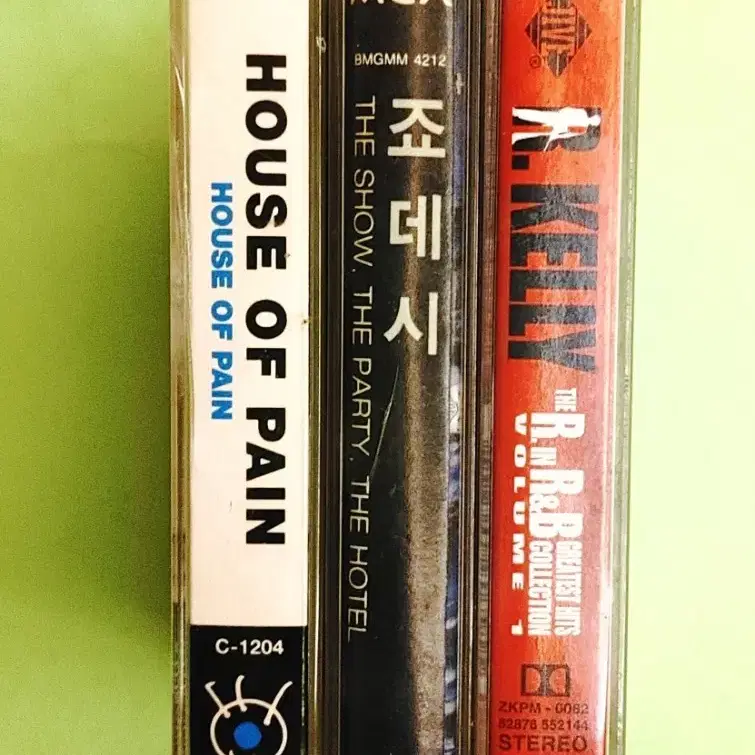 HOUSE OF PAIN
HOUSE OF PAIN
C-1204
BMGMM 4212
죠데시
THE SHOW, THE PARTY, THE HOTEL
R. KELLY
THE R. IN R&B GREATEST HITS COLLECTION
VOLUME 1
ZKPM - 0082
82876 552144
STEREO